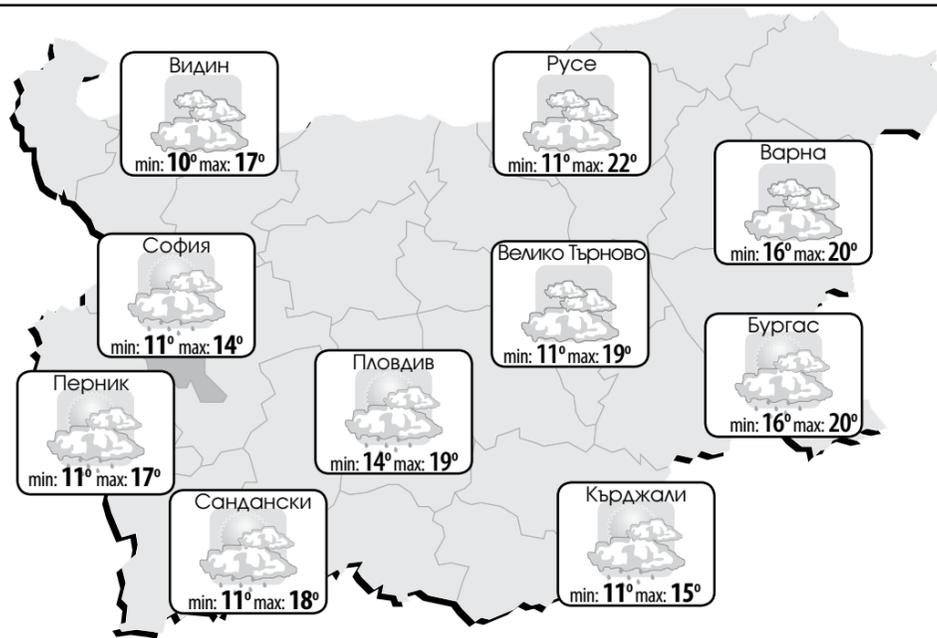 Видин
min: 10° max: 17°
Русе
min: 11° max: 22°
Варна
min: 16° max: 20°
София
min: 11° max: 14°
Велико Търново
min: 11° max: 19°
Бургас
min: 16° max: 20°
Пловдив
min: 14° max: 19°
Перник
min: 11° max: 17°
Сандански
min: 11° max: 18°
Кърджали
min: 11° max: 15°